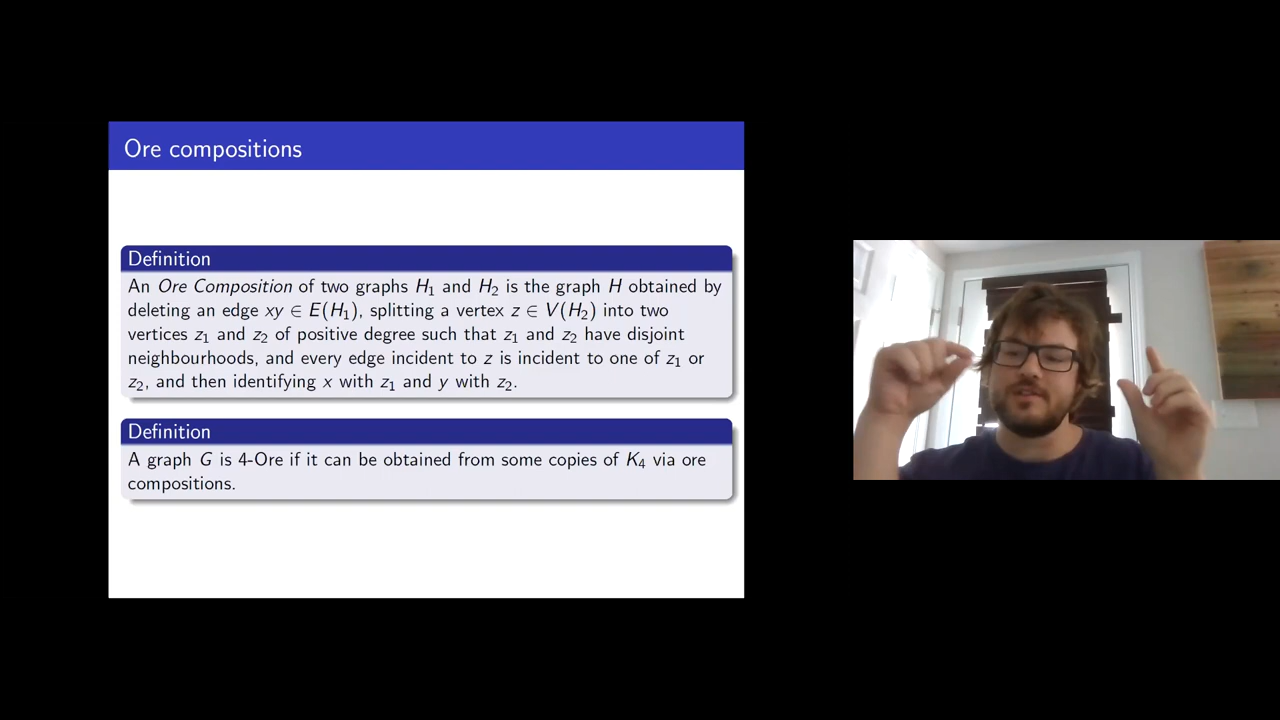 Ore compositions
Definition
An Ore Composition of two graphs H₁ and H₂ is the graph H obtained by
deleting an edge xy ∈ E(H₁), splitting a vertex z ∈ V(H₂) into two
vertices z₁ and z₂ of positive degree such that z₁ and z₂ have disjoint
neighbourhoods, and every edge incident to z is incident to one of z₁ or
z₂, and then identifying x with z₁ and y with z₂.
Definition
A graph G is 4-Ore if it can be obtained from some copies of K₄ via ore
compositions.